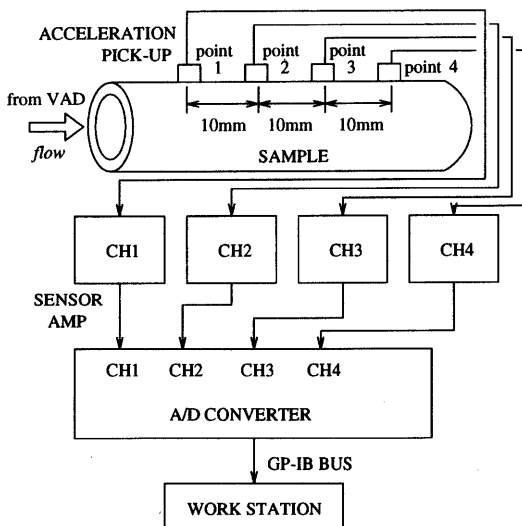 ACCELERATION
PICK-UP
point
1
point
2
point
3
point 4
from VAD
flow
10mm
10mm
10mm
SAMPLE
CH1
CH2
CH3
CH4
SENSOR
AMP
CH1
CH2
CH3
CH4
A/D CONVERTER
GP-IB BUS
WORK STATION